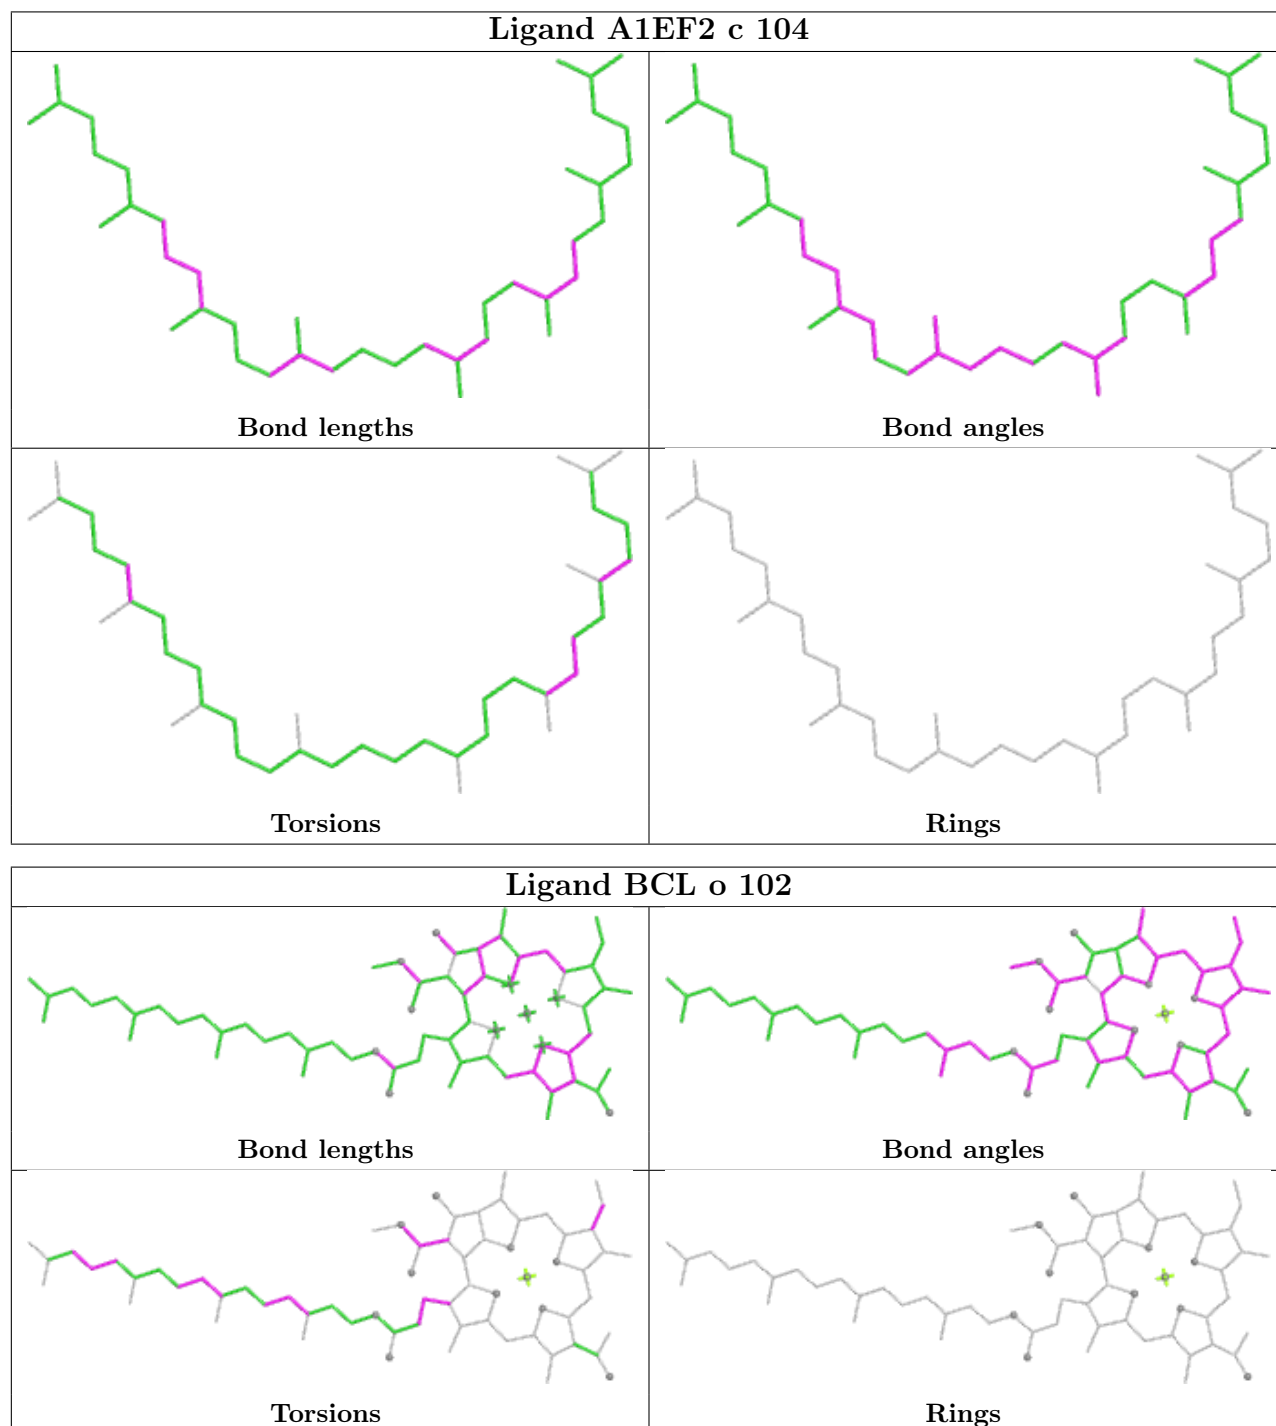 Ligand A1EF2 c 104
Bond lengths
Bond angles
Torsions
Rings
Ligand BCL o 102
Bond lengths
Bond angles
Torsions
Rings